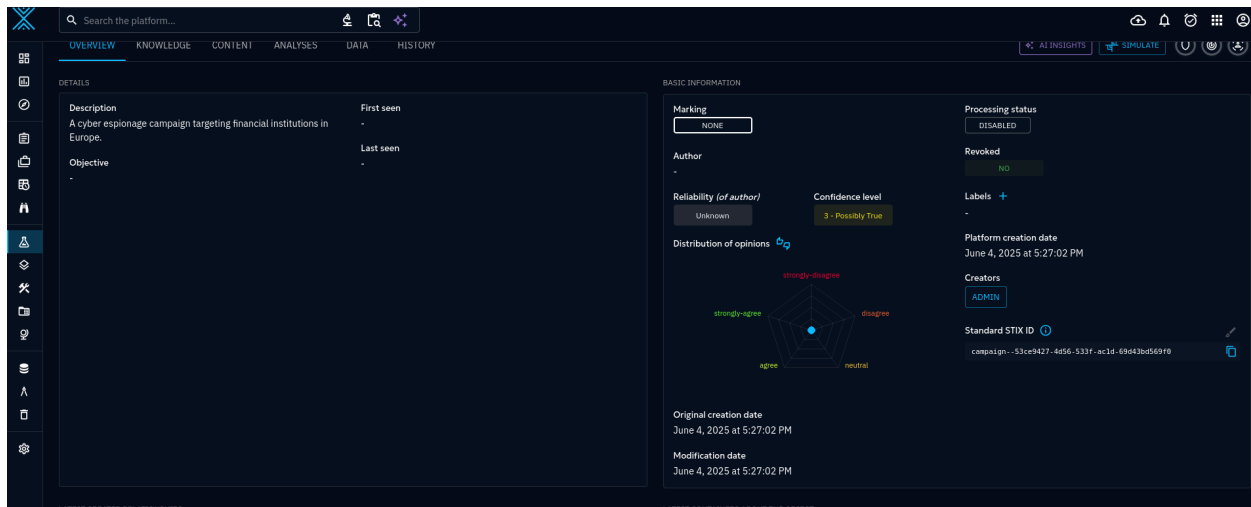 Search the platform...
OVERVIEW KNOWLEDGE CONTENT ANALYSES DATA HISTORY
AI INSIGHTS SIMULATE
DETAILS
Description
A cyber espionage campaign targeting financial institutions in
Europe.
Objective
-
First seen
-
Last seen
-
BASIC INFORMATION
Marking
NONE
Author
-
Reliability (of author)
Unknown
Confidence level
3 - Possibly True
Distribution of opinions
strongly-disagree
strongly-agree
disagree
agree
neutral
Original creation date
June 4, 2025 at 5:27:02 PM
Modification date
June 4, 2025 at 5:27:02 PM
Processing status
DISABLED
Revoked
NO
Labels +
-
Platform creation date
June 4, 2025 at 5:27:02 PM
Creators
ADMIN
Standard STIX ID
campaign--53ce9427-4d56-533f-ac1d-69d43bd569f0